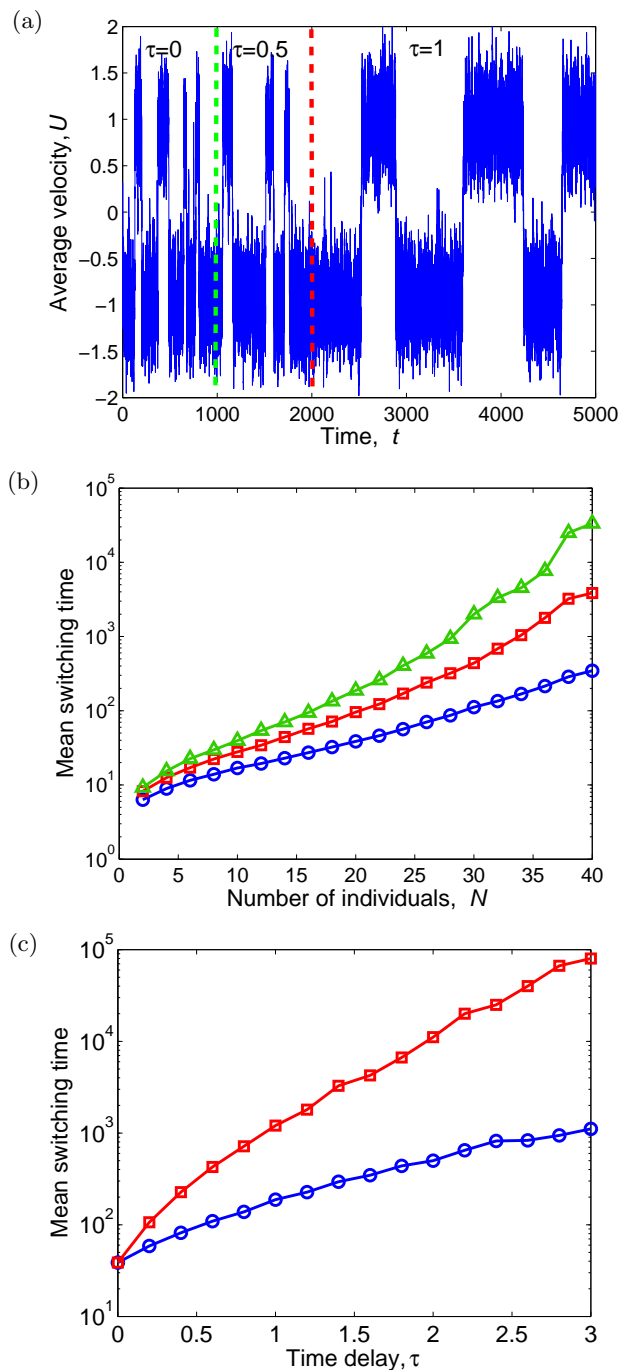 (a)
τ=0 τ=0.5 τ=1
2
1.5
1
0.5
0
−0.5
−1
−1.5
−2
Average velocity, U
0 1000 2000 3000 4000 5000
Time, t
(b)
10^5
10^4
10^3
10^2
10^1
10^0
Mean switching time
0 5 10 15 20 25 30 35 40
Number of individuals, N
(c)
10^5
10^4
10^3
10^2
10^1
Mean switching time
0 0.5 1 1.5 2 2.5 3
Time delay, τ